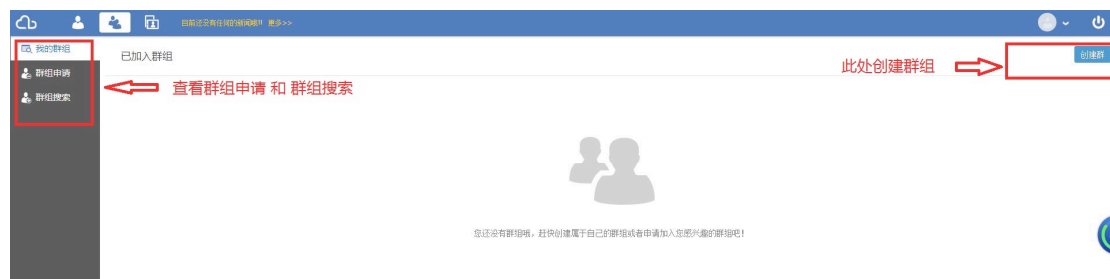 目前还没有任何的新闻哦!! 更多>>
我的群组
群组申请
群组搜索
已加入群组
创建群
此处创建群组
查看群组申请 和 群组搜索
您还没有群组哦，赶快创建属于自己的群组或者申请加入您感兴趣的群组吧！